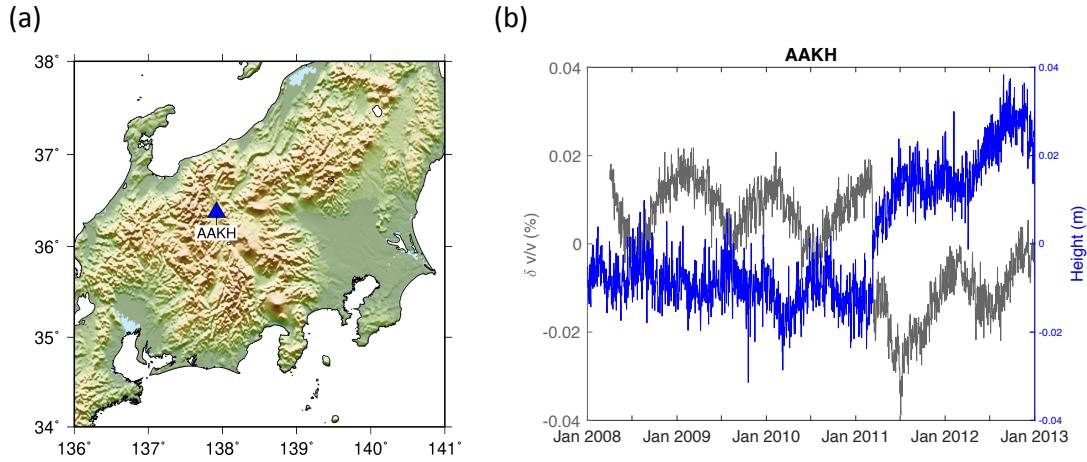 (a)
(b)
38˚
37˚
36˚
35˚
34˚
136˚ 137˚ 138˚ 139˚ 140˚ 141˚
AAKH
AAKH
0.04
0.02
0
-0.02
-0.04
δ v/v (%)
0.04
0.02
0
-0.02
-0.04
Height (m)
Jan 2008 Jan 2009 Jan 2010 Jan 2011 Jan 2012 Jan 2013